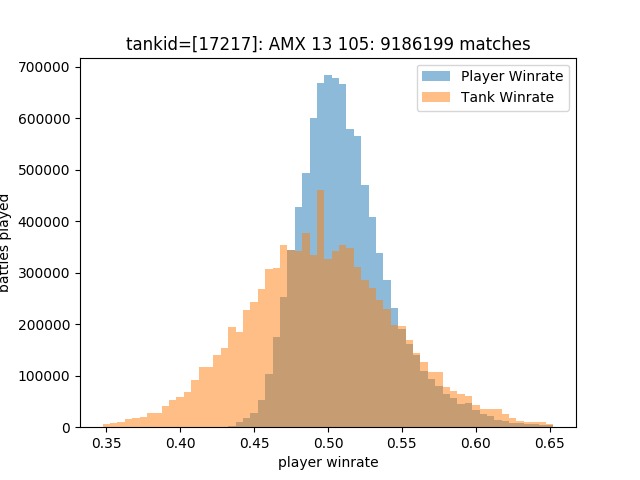 tankid=[17217]: AMX 13 105: 9186199 matches
Player Winrate
Tank Winrate
battles played
700000
600000
500000
400000
300000
200000
100000
0
0.35 0.40 0.45 0.50 0.55 0.60 0.65
player winrate